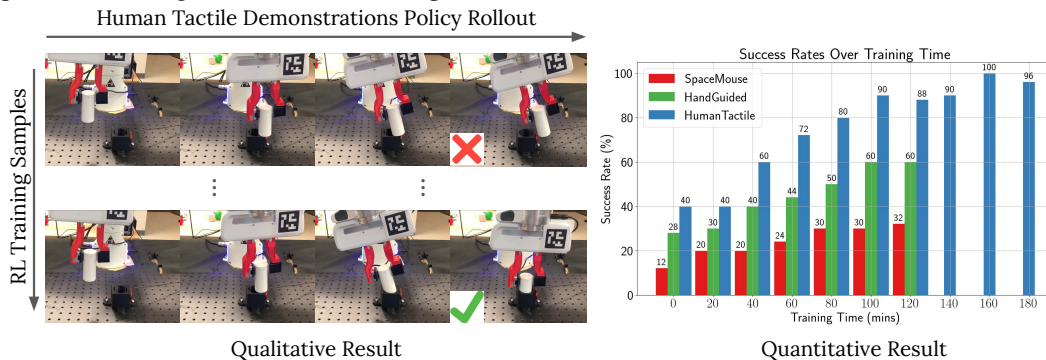 Human Tactile Demonstrations Policy Rollout
RL Training Samples
Qualitative Result
Success Rates Over Training Time
SpaceMouse
HandGuided
HumanTactile
Success Rate (%)
100
80
60
40
20
0
12 28 40
20 30 40
20 40 60
24 44 72
30 50 80
30 60 90
32 60 88
90
100
96
0 20 40 60 80 100 120 140 160 180
Training Time (mins)
Quantitative Result